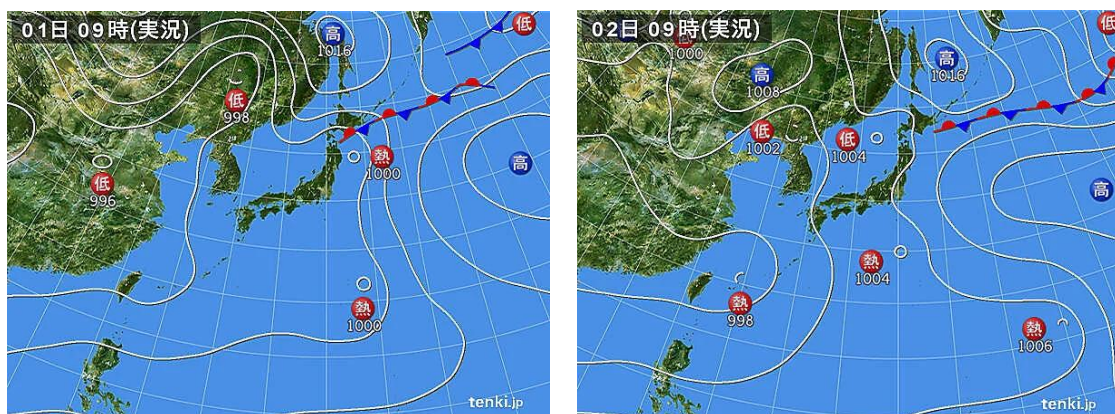 01日 09時(実況)
高
1016
低
低
998
熱
1000
高
低
996
熱
1000
tenki.jp
02日 09時(実況)
低
1000
高
1008
高
1016
低
低
1002
低
1004
高
熱
1004
熱
998
熱
1006
tenki.jp